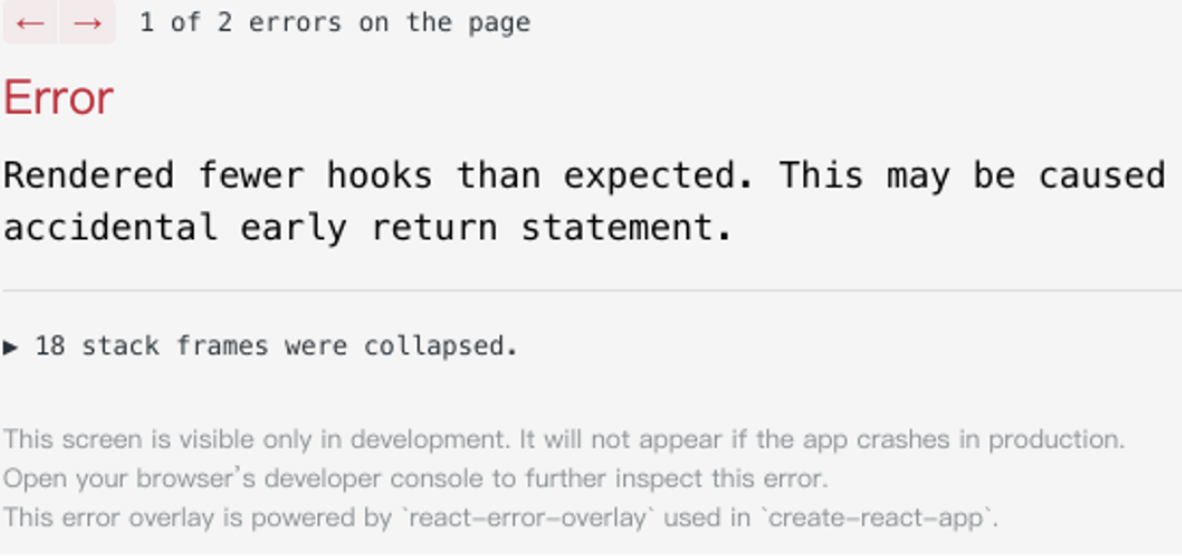 ← → 1 of 2 errors on the page
Error
Rendered fewer hooks than expected. This may be caused
accidental early return statement.
▶ 18 stack frames were collapsed.
This screen is visible only in development. It will not appear if the app crashes in production.
Open your browser’s developer console to further inspect this error.
This error overlay is powered by `react-error-overlay` used in `create-react-app`.